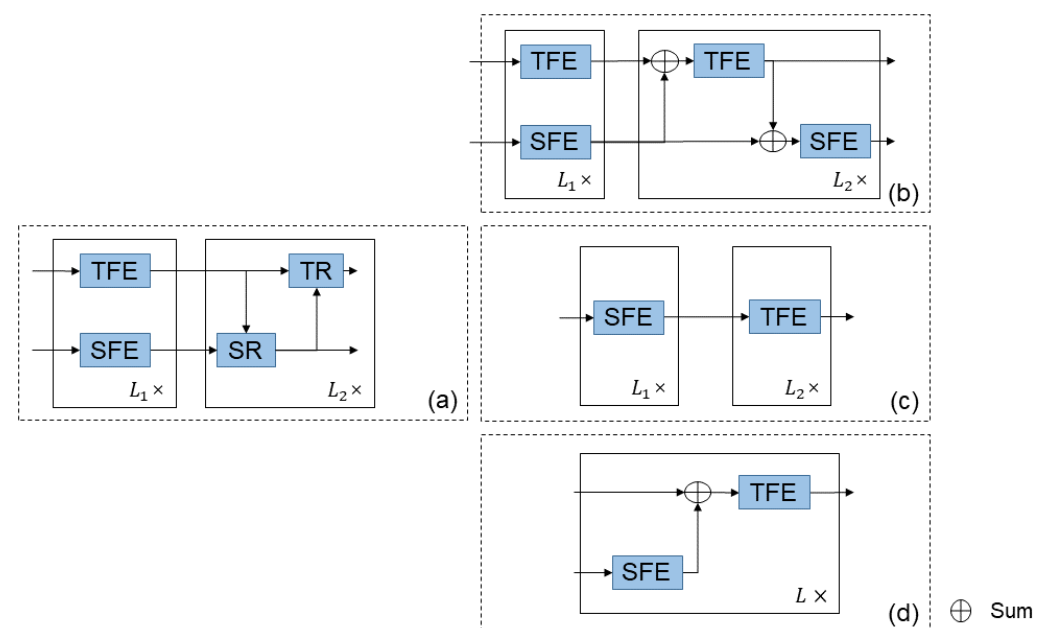 TFE
TFE
SFE
SFE
L₁ ×
L₂ ×
(b)
TFE
TR
SFE
SR
L₁ ×
L₂ ×
(a)
SFE
TFE
L₁ ×
L₂ ×
(c)
TFE
SFE
L ×
(d)
Sum